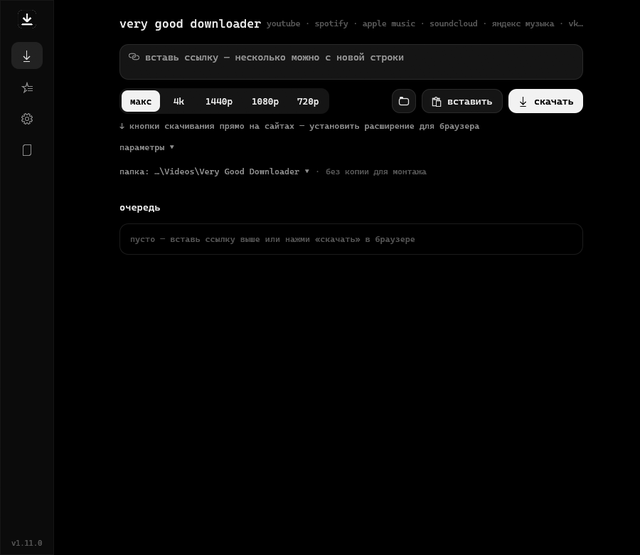 very good downloader youtube · spotify · apple music · soundcloud · яндекс музыка · vk…
вставь ссылку — несколько можно с новой строки
макс 4k 1440p 1080p 720p вставить скачать
↓ кнопки скачивания прямо на сайтах — установить расширение для браузера
параметры ▾
папка: …\Videos\Very Good Downloader ▾ · без копии для монтажа
очередь
пусто — вставь ссылку выше или нажми «скачать» в браузере
v1.11.0